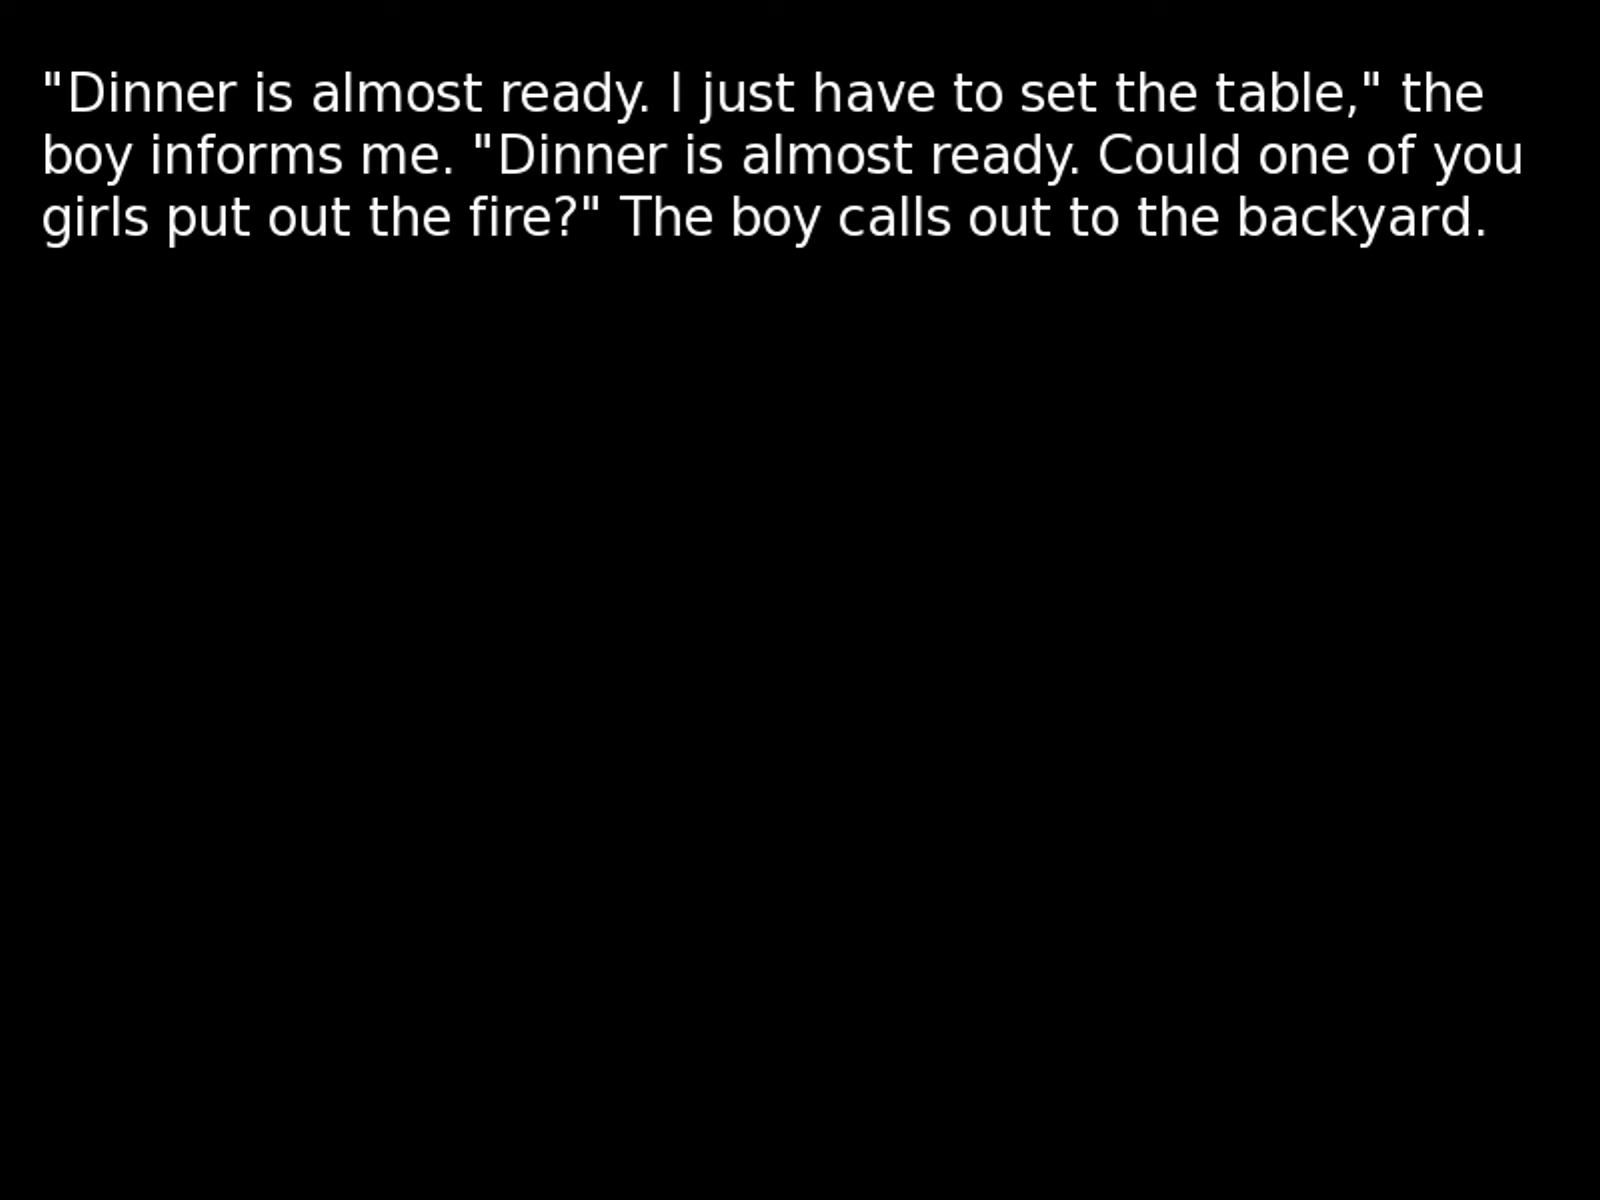 "Dinner is almost ready. I just have to set the table," the
boy informs me. "Dinner is almost ready. Could one of you
girls put out the fire?" The boy calls out to the backyard.